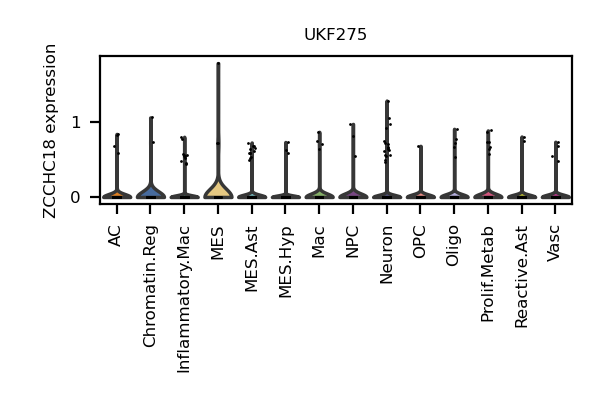 UKF275
ZCCHC18 expression
1
0
AC
Chromatin.Reg
Inflammatory.Mac
MES
MES.Ast
MES.Hyp
Mac
NPC
Neuron
OPC
Oligo
Prolif.Metab
Reactive.Ast
Vasc